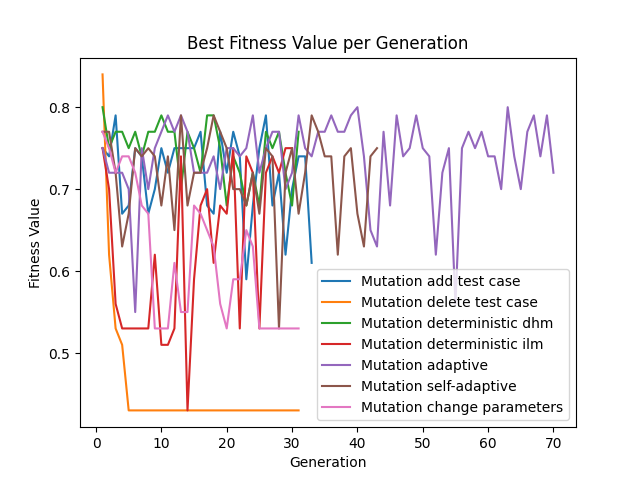 Best Fitness Value per Generation
Fitness Value
0.8
0.7
0.6
0.5
Mutation add test case
Mutation delete test case
Mutation deterministic dhm
Mutation deterministic ilm
Mutation adaptive
Mutation self-adaptive
Mutation change parameters
0 10 20 30 40 50 60 70
Generation